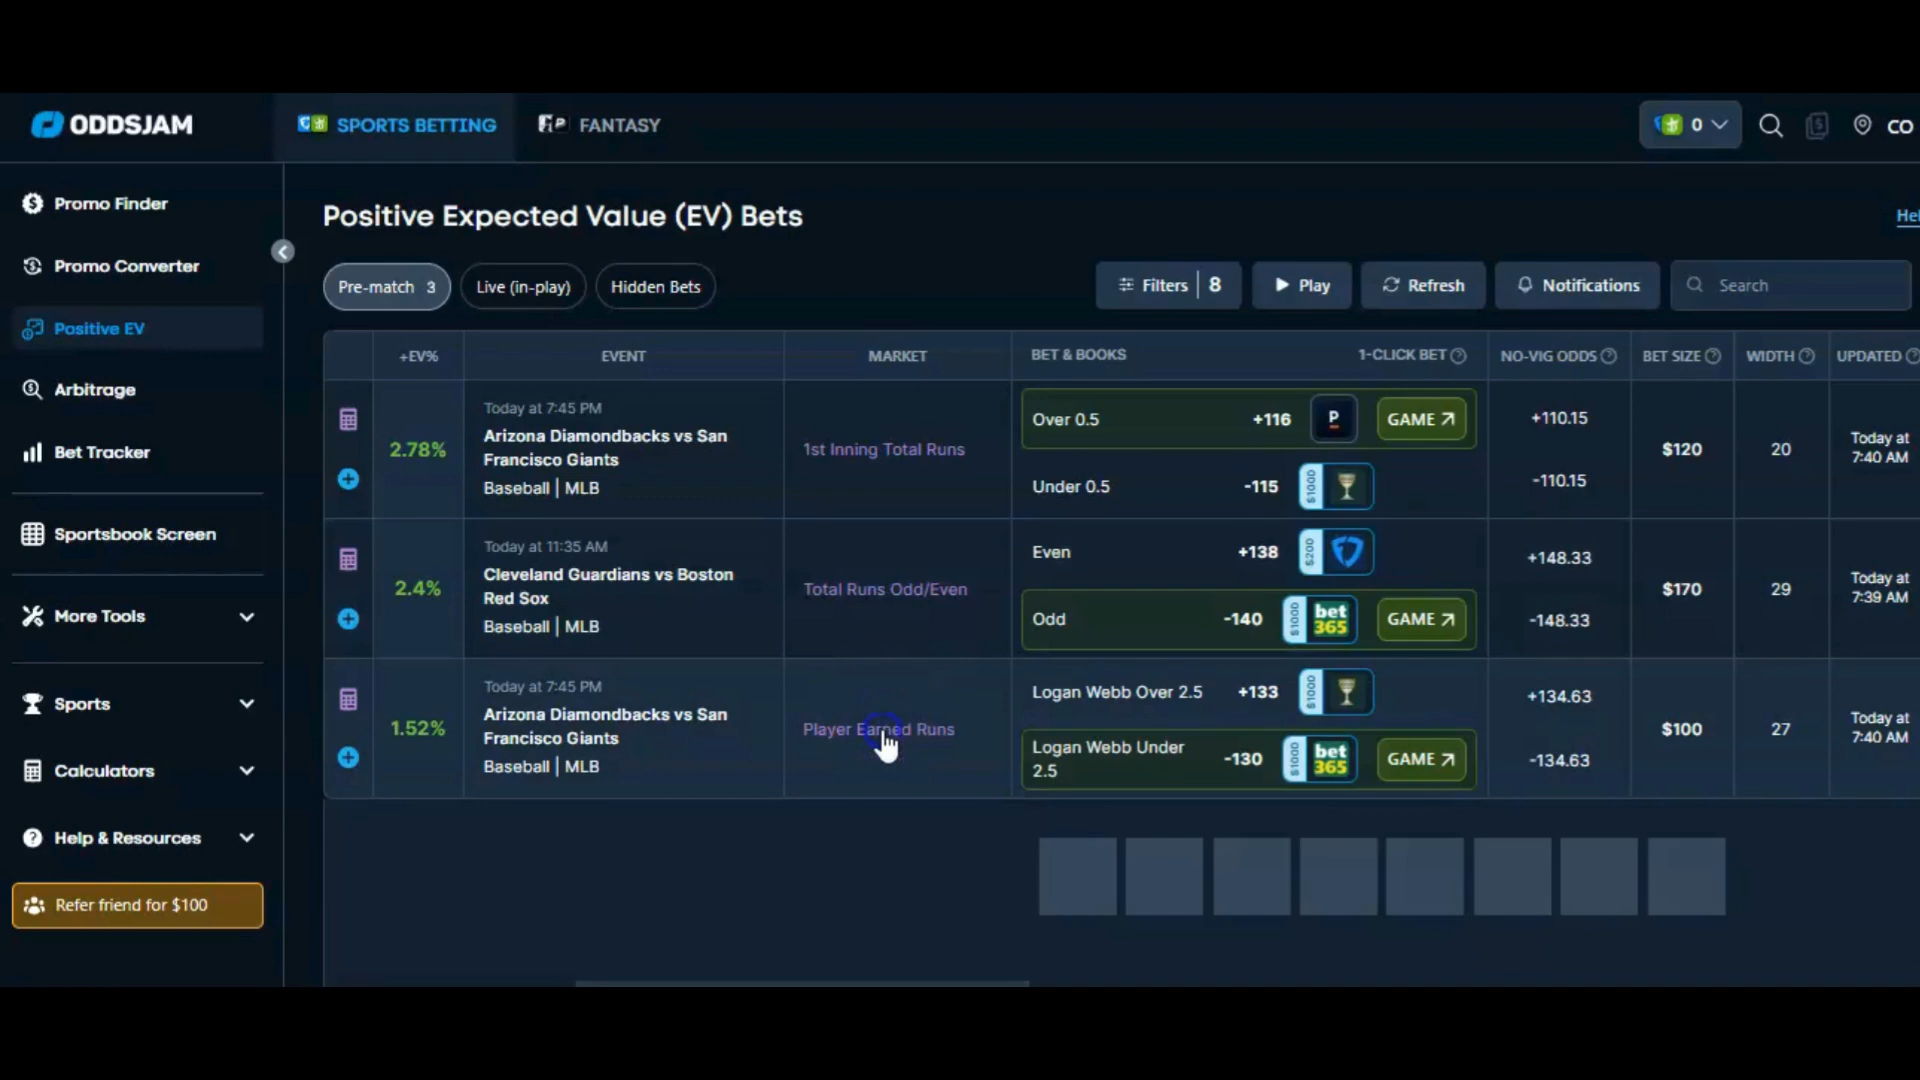 ODDSJAM
SPORTS BETTING
FANTASY
0
CO
Promo Finder
Promo Converter
Positive EV
Arbitrage
Bet Tracker
Sportsbook Screen
More Tools
Sports
Calculators
Help & Resources
Refer friend for $100
Positive Expected Value (EV) Bets
Hel
Pre-match 3
Live (in-play)
Hidden Bets
Filters 8
Play
Refresh
Notifications
Search
+EV%
EVENT
MARKET
BET & BOOKS
1-CLICK BET
NO-VIG ODDS
BET SIZE
WIDTH
UPDATED
2.78%
Today at 7:45 PM
Arizona Diamondbacks vs San
Francisco Giants
Baseball | MLB
1st Inning Total Runs
Over 0.5 +116 P GAME
Under 0.5 -115 $1000
+110.15
-110.15
$120
20
Today at
7:40 AM
2.4%
Today at 11:35 AM
Cleveland Guardians vs Boston
Red Sox
Baseball | MLB
Total Runs Odd/Even
Even +138 $200
Odd -140 $1000 bet
365 GAME
+148.33
-148.33
$170
29
Today at
7:39 AM
1.52%
Today at 7:45 PM
Arizona Diamondbacks vs San
Francisco Giants
Baseball | MLB
Player Earned Runs
Logan Webb Over 2.5 +133 $1000
Logan Webb Under
2.5 -130 $1000 bet
365 GAME
+134.63
-134.63
$100
27
Today at
7:40 AM